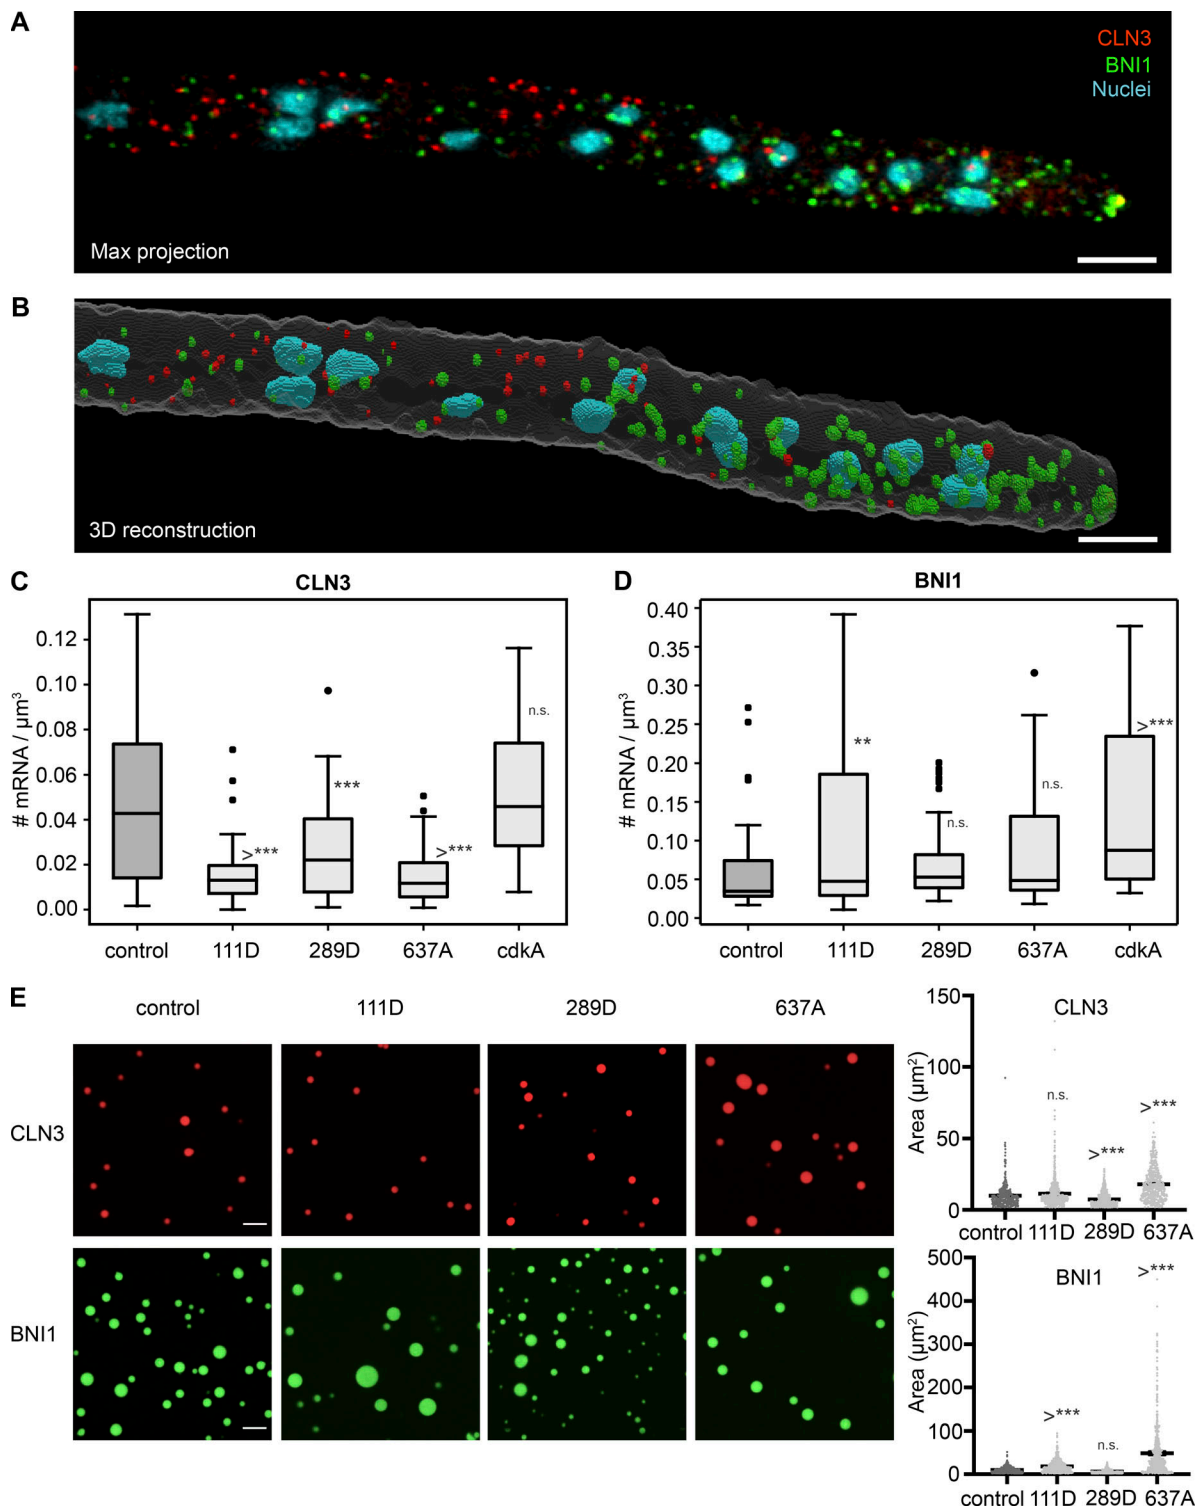 A
CLN3
BNI1
Nuclei
Max projection
B
3D reconstruction
C
CLN3
# mRNA / µm³
0.12
0.10
0.08
0.06
0.04
0.02
0.00
n.s.
***
>***
>***
control 111D 289D 637A cdkA
D
BNI1
# mRNA / µm³
0.40
0.35
0.30
0.25
0.20
0.15
0.10
0.05
0.00
>***
**
n.s.
n.s.
control 111D 289D 637A cdkA
E
control 111D 289D 637A
CLN3
BNI1
CLN3
Area (µm²)
150
100
50
0
n.s.
>***
>***
control 111D 289D 637A
BNI1
Area (µm²)
500
400
300
200
100
0
>***
>***
n.s.
control 111D 289D 637A